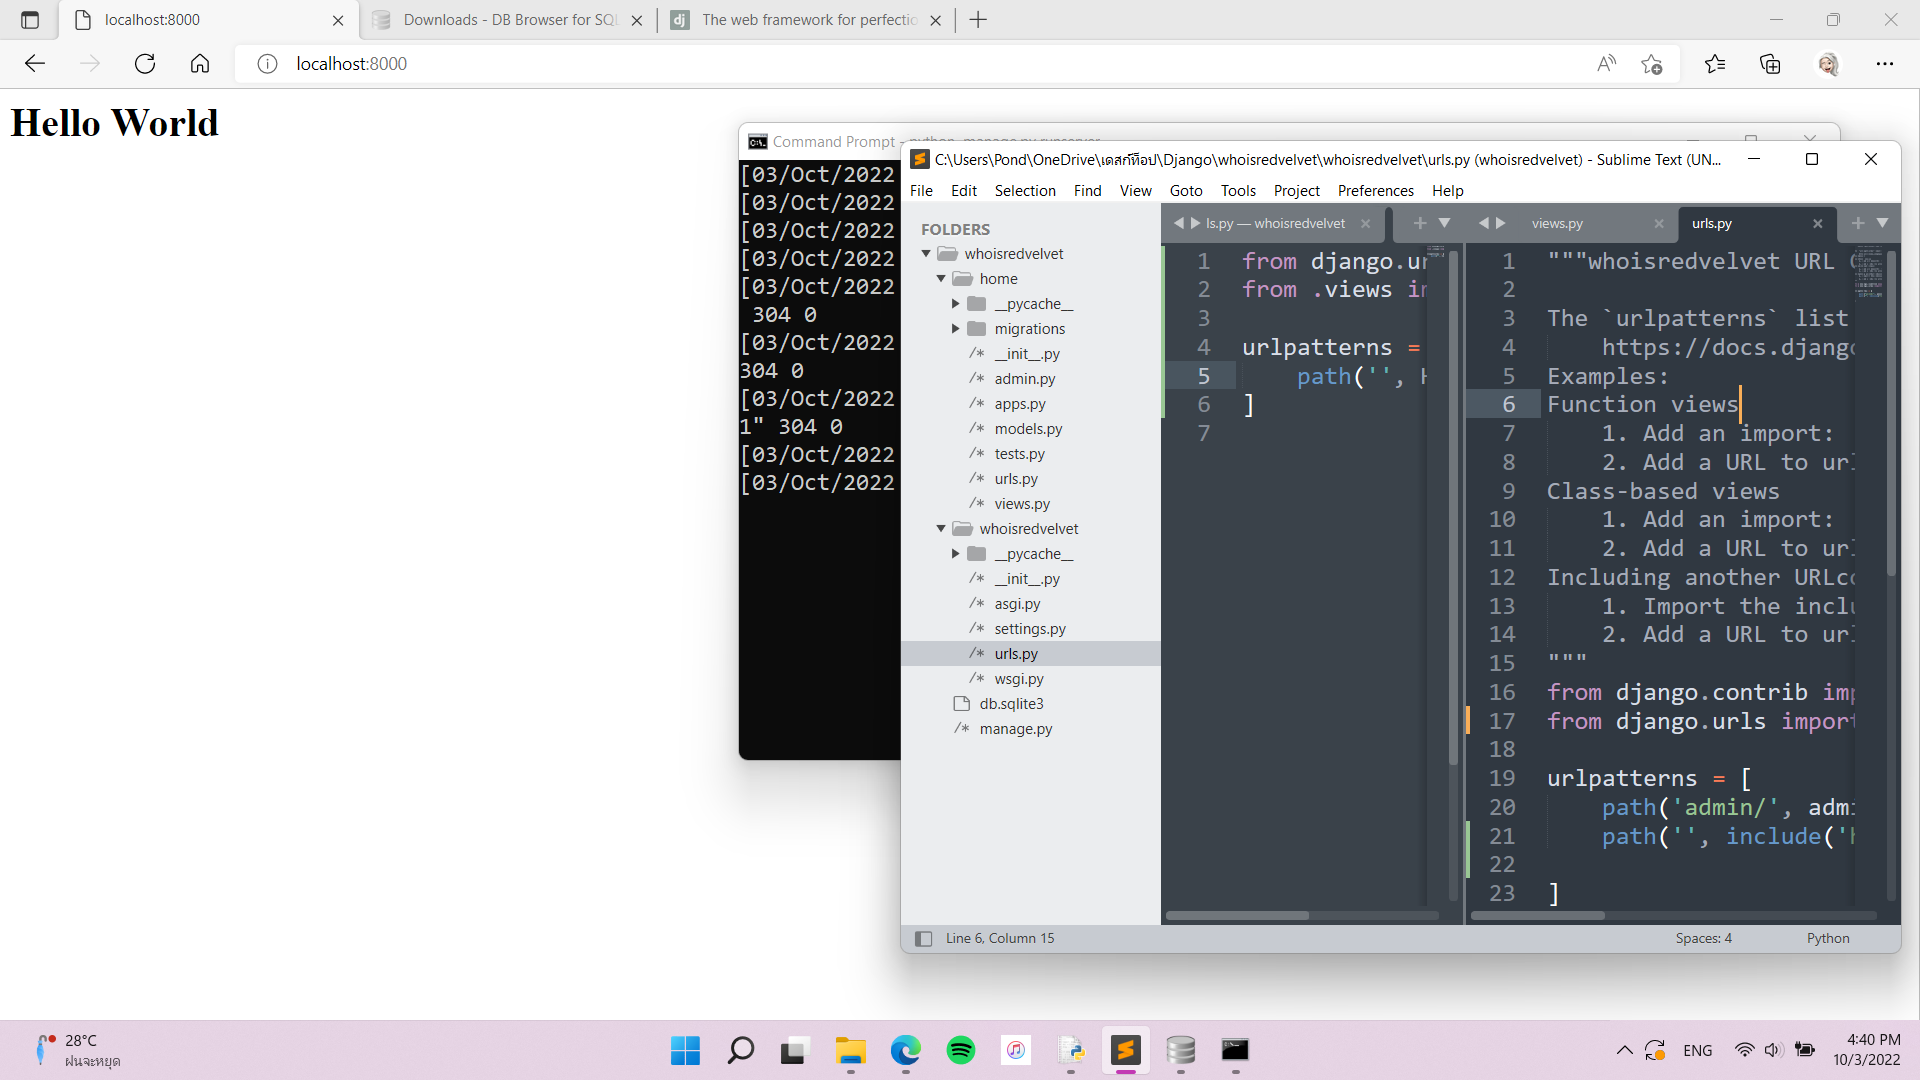 localhost:8000
Downloads - DB Browser for SQL
The web framework for perfectio
localhost:8000
Hello World
Command Prompt - python manage.py runserver
[03/Oct/2022
[03/Oct/2022
[03/Oct/2022
[03/Oct/2022
[03/Oct/2022
304 0
[03/Oct/2022
304 0
[03/Oct/2022
1" 304 0
[03/Oct/2022
[03/Oct/2022
C:\Users\Pond\OneDrive\เดสก์ท็อป\Django\whoisredvelvet\whoisredvelvet\urls.py (whoisredvelvet) - Sublime Text (UN...
File Edit Selection Find View Goto Tools Project Preferences Help
FOLDERS
whoisredvelvet
home
__pycache__
migrations
/* __init__.py
/* admin.py
/* apps.py
/* models.py
/* tests.py
/* urls.py
/* views.py
whoisredvelvet
__pycache__
/* __init__.py
/* asgi.py
/* settings.py
/* urls.py
/* wsgi.py
db.sqlite3
/* manage.py
ls.py — whoisredvelvet
1 from django.ur
2 from .views in
3
4 urlpatterns =
5 path('', H
6 ]
7
views.py
urls.py
1 """whoisredvelvet URL C
2
3 The `urlpatterns` list
4 https://docs.django
5 Examples:
6 Function views
7 1. Add an import:
8 2. Add a URL to url
9 Class-based views
10 1. Add an import:
11 2. Add a URL to url
12 Including another URLco
13 1. Import the inclu
14 2. Add a URL to url
15 """
16 from django.contrib imp
17 from django.urls import
18
19 urlpatterns = [
20 path('admin/', admi
21 path('', include('h
22
23 ]
Line 6, Column 15
Spaces: 4
Python
28°C
ฝนจะหยุด
ENG
4:40 PM
10/3/2022